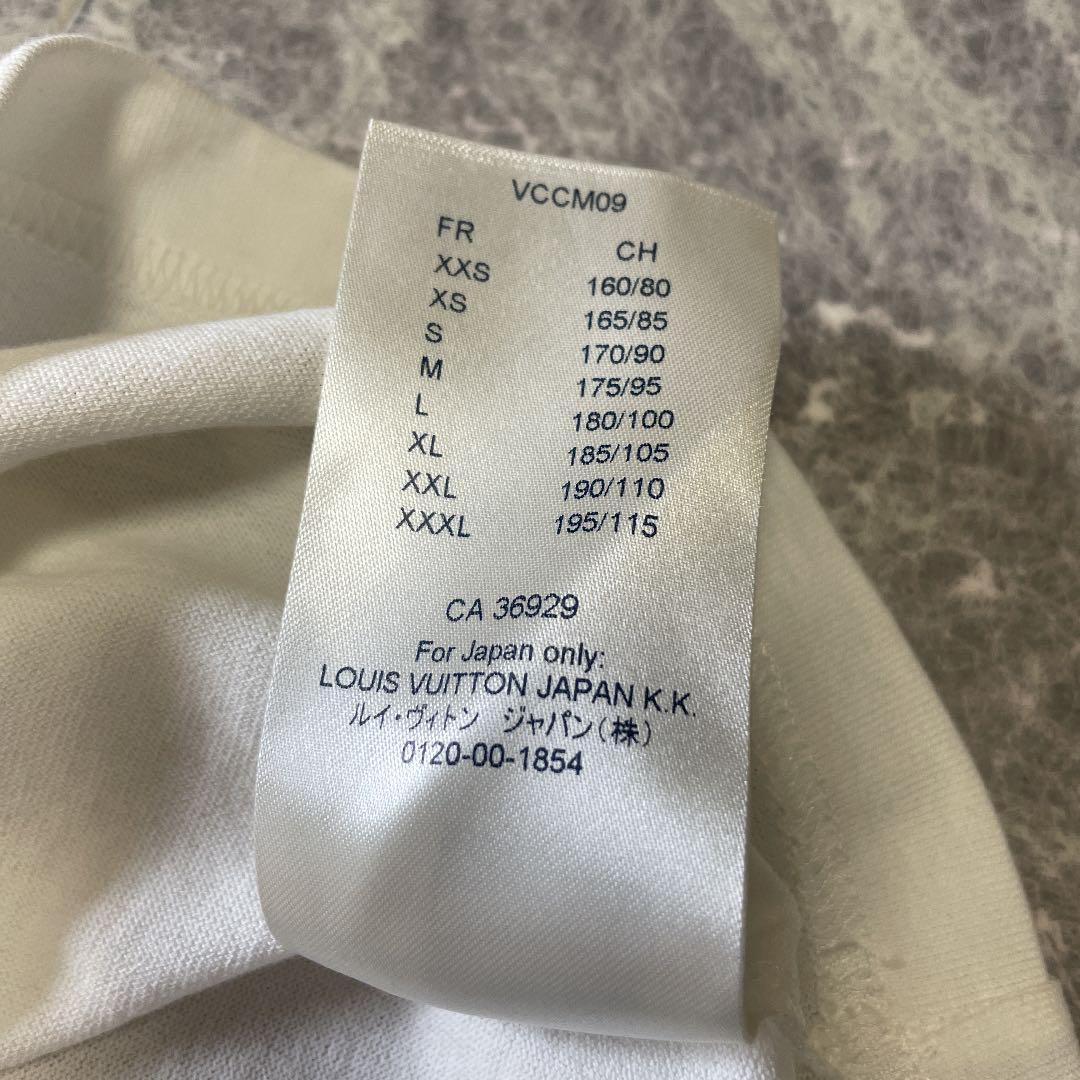 VCCM09
FR CH
XXS 160/80
XS 165/85
S 170/90
M 175/95
L 180/100
XL 185/105
XXL 190/110
XXXL 195/115
CA 36929
For Japan only:
LOUIS VUITTON JAPAN K.K.
ルイ・ヴィトン ジャパン(株)
0120-00-1854